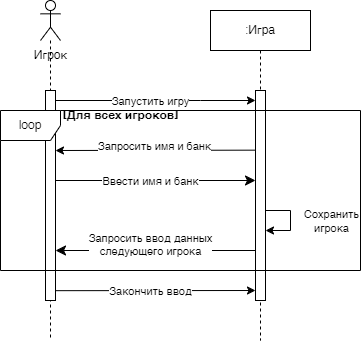 Игрок
:Игра
Запустить игру
[Для всех игроков]
loop
Запросить имя и банк
Ввести имя и банк
Сохранить
игрока
Запросить ввод данных
следующего игрока
Закончить ввод